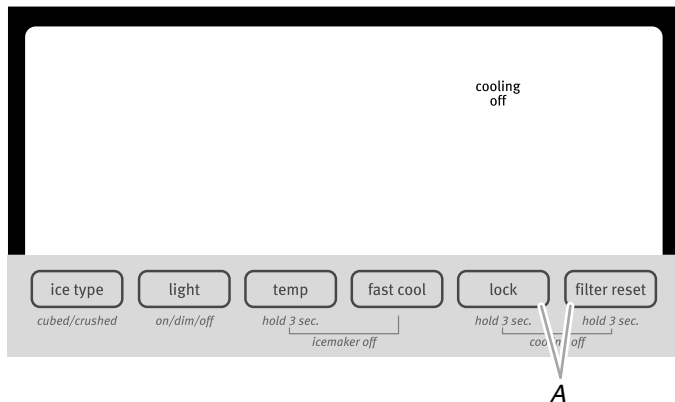 cooling
off
ice type light temp fast cool lock filter reset
cubed/crushed on/dim/off hold 3 sec. hold 3 sec. hold 3 sec.
icemaker off cooling off
A